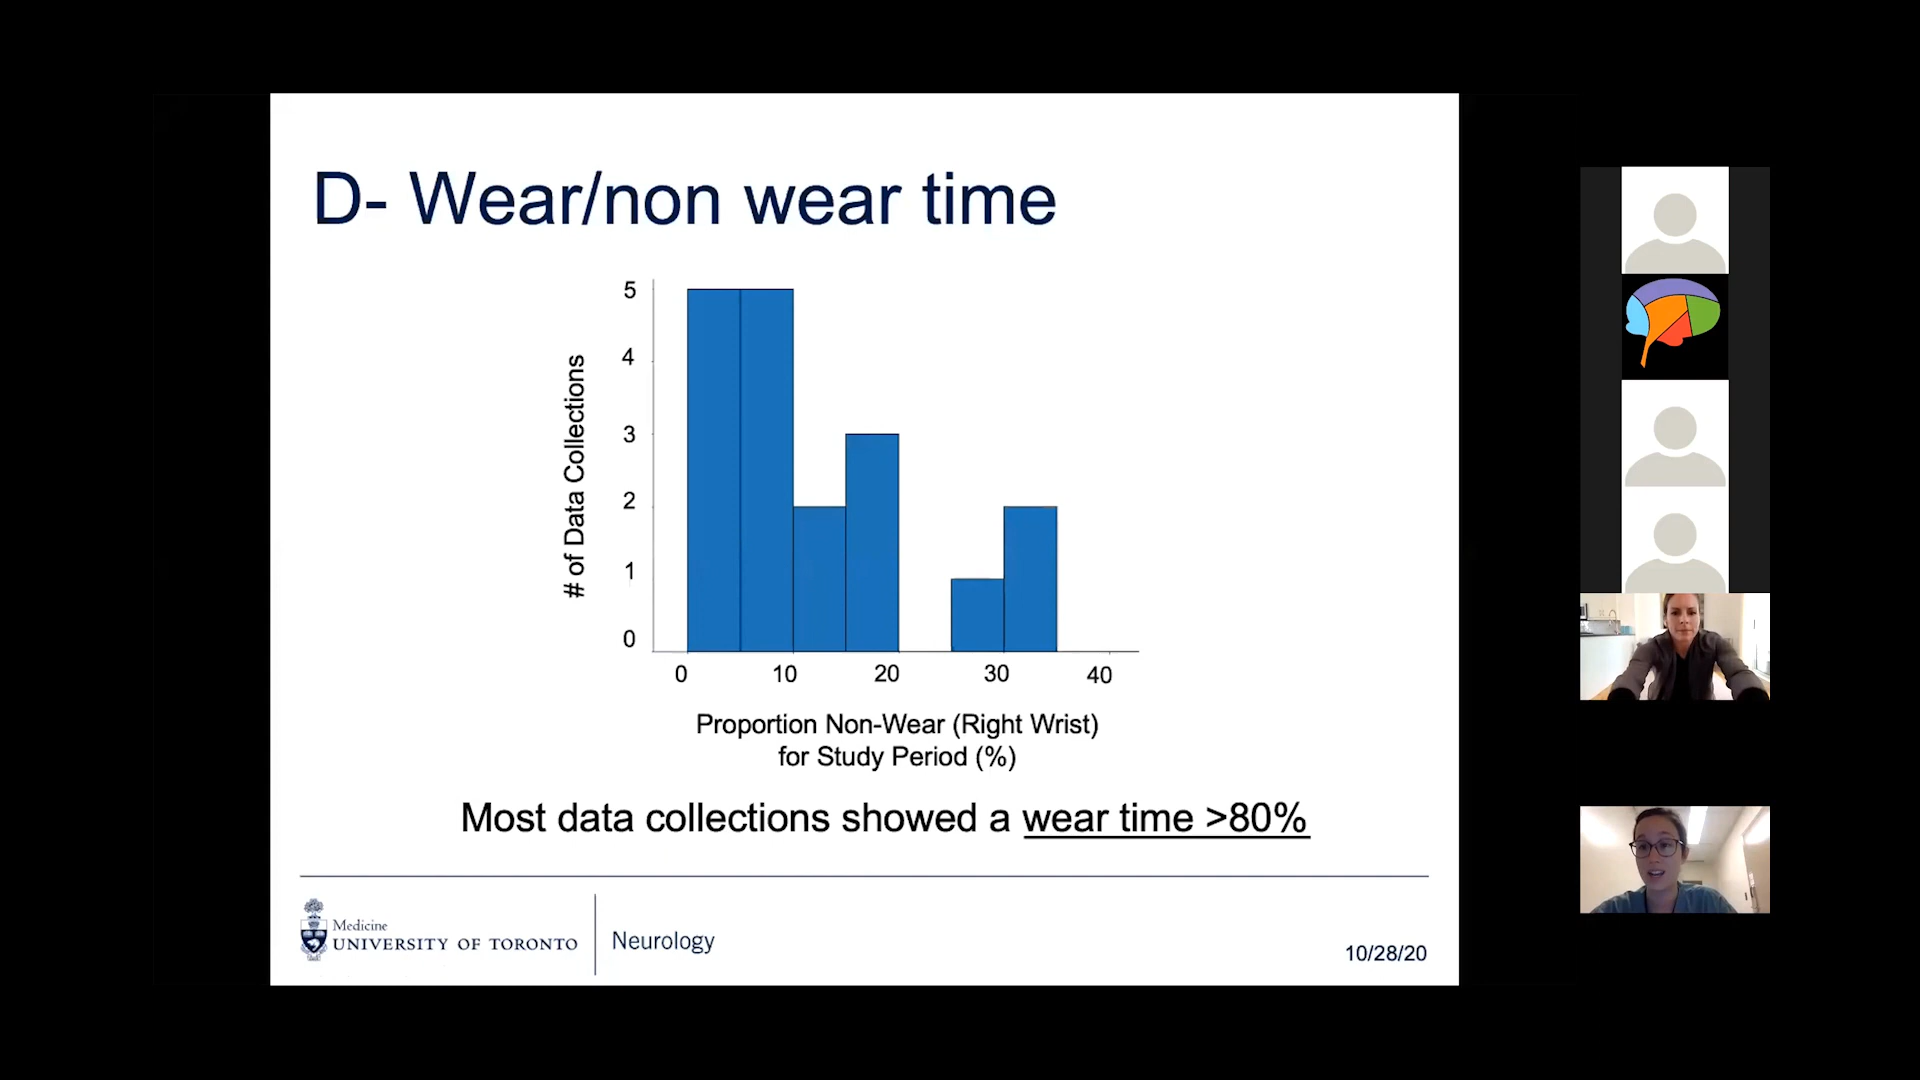 D- Wear/non wear time
5
4
3
2
1
0
# of Data Collections
0 10 20 30 40
Proportion Non-Wear (Right Wrist)
for Study Period (%)
Most data collections showed a wear time >80%
Medicine
UNIVERSITY OF TORONTO
Neurology
10/28/20